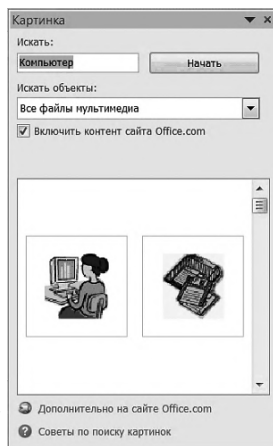 Картинка
Искать:
Компьютер
Начать
Искать объекты:
Все файлы мультимедиа
Включить контент сайта Office.com
Дополнительно на сайте Office.com
Советы по поиску картинок